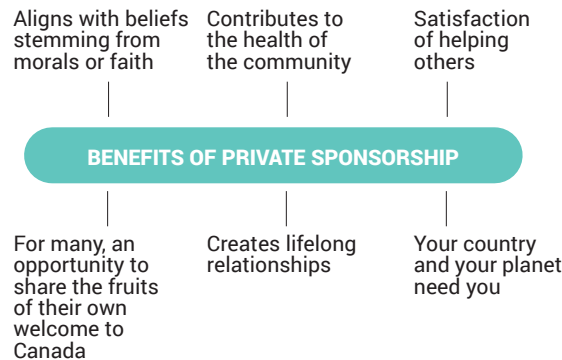 Aligns with beliefs
stemming from
morals or faith
Contributes to
the health of
the community
Satisfaction
of helping
others
BENEFITS OF PRIVATE SPONSORSHIP
For many, an
opportunity to
share the fruits
of their own
welcome to
Canada
Creates lifelong
relationships
Your country
and your planet
need you